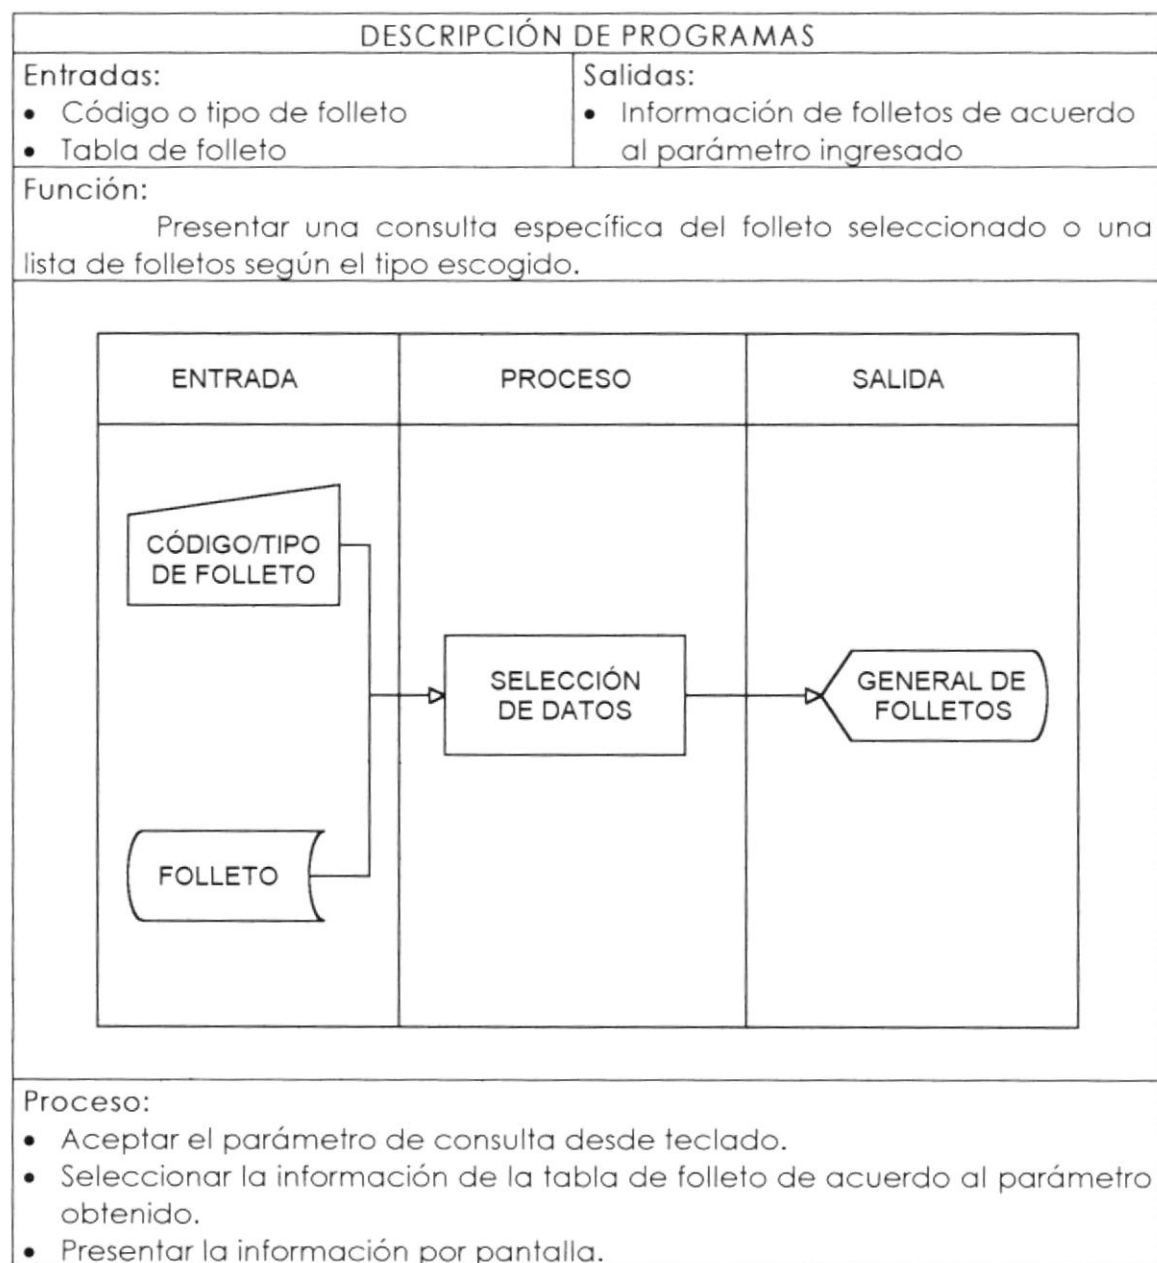 DESCRIPCIÓN DE PROGRAMAS
Entradas:
• Código o tipo de folleto
• Tabla de folleto
Salidas:
• Información de folletos de acuerdo
al parámetro ingresado
Función:
Presentar una consulta específica del folleto seleccionado o una
lista de folletos según el tipo escogido.
ENTRADA
PROCESO
SALIDA
CÓDIGO/TIPO
DE FOLLETO
SELECCIÓN
DE DATOS
GENERAL DE
FOLLETOS
FOLLETO
Proceso:
• Aceptar el parámetro de consulta desde teclado.
• Seleccionar la información de la tabla de folleto de acuerdo al parámetro
obtenido.
• Presentar la información por pantalla.